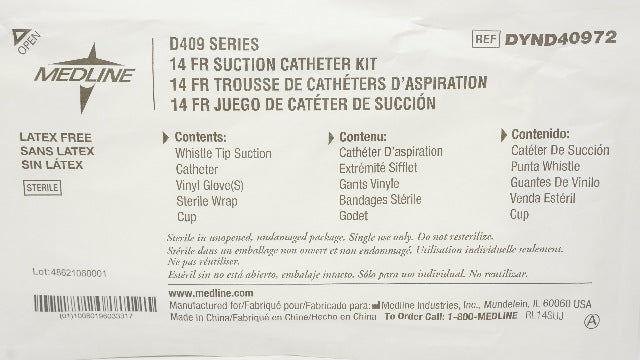 OPEN
MEDLINE
D409 SERIES
14 FR SUCTION CATHETER KIT
14 FR TROUSSE DE CATHÉTERS D'ASPIRATION
14 FR JUEGO DE CATÉTER DE SUCCIÓN
REF DYND40972
LATEX FREE
SANS LATEX
SIN LÁTEX
STERILE
Contents:
Whistle Tip Suction
Catheter
Vinyl Glove(S)
Sterile Wrap
Cup
Contenu:
Cathéter D'aspiration
Extrémité Sifflet
Gants Vinyle
Bandages Stérile
Godet
Contenido:
Catéter De Succión
Punta Whistle
Guantes De Vinilo
Venda Estéril
Cup
Sterile in unopened, undamaged package. Single use only. Do not resterilize.
Stérile dans un emballage non ouvert et non endommagé. Utilisation individuelle seulement.
Ne pas réutiliser.
Estéril sin no está abierto, embalaje intacto. Sólo para uso individual. No reutilizar.
Lot:48621060001
(01)10080196033317
www.medline.com
Manufactured for/Fabriqué pour/Fabricado para: Medline Industries, Inc., Mundelein, IL 60060 USA
Made in China/Fabriqué en Chine/Hecho en China To Order Call: 1-800-MEDLINE RL14SUJ
A